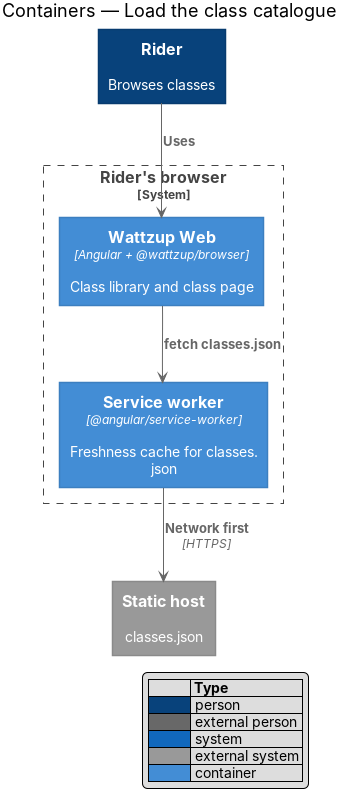 Containers — Load the class catalogue
Rider
Browses classes
Uses
Rider's browser
[System]
Wattzup Web
[Angular + @wattzup/browser]
Class library and class page
fetch classes.json
Service worker
[@angular/service-worker]
Freshness cache for classes.
json
Network first
[HTTPS]
Static host
classes.json
Type
person
external person
system
external system
container